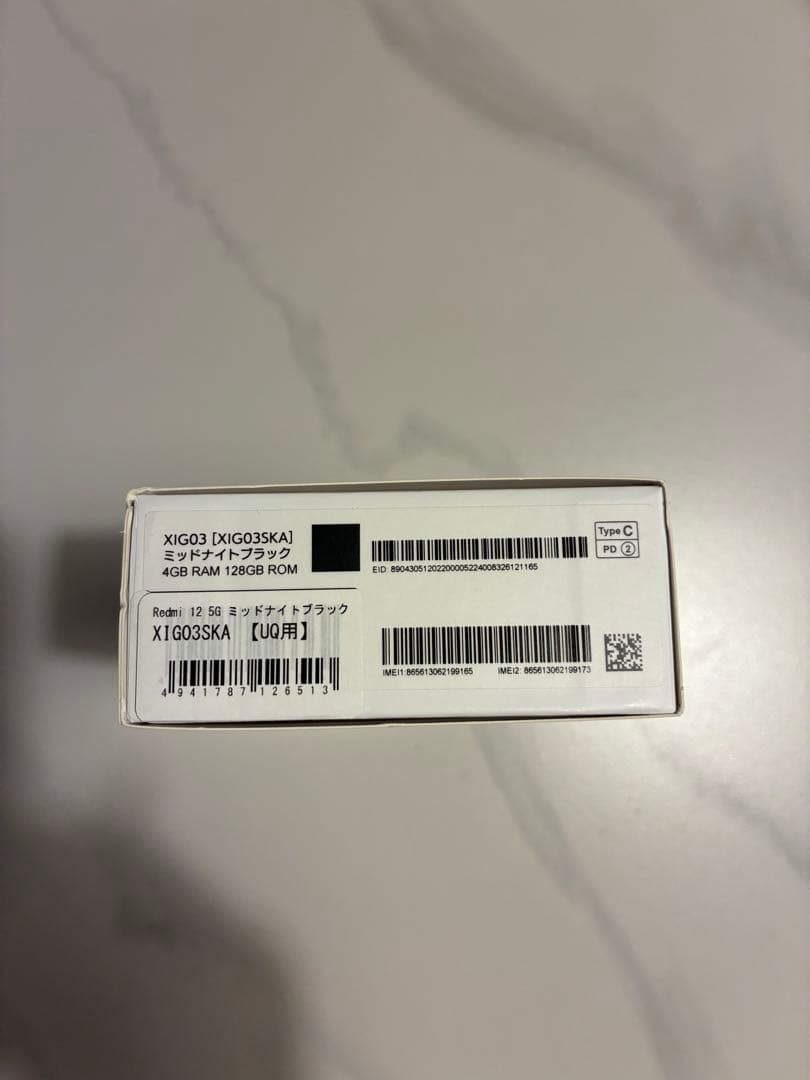 XIG03 [XIG03SKA]
ミッドナイトブラック
4GB RAM 128GB ROM
EID: 89043051202200005224008326121165
Type C
PD 2
Redmi 12 5G ミッドナイトブラック
XIG03SKA 【UQ用】
4 941787 126513
IMEI1:865613062199165 IMEI2: 865613062199173